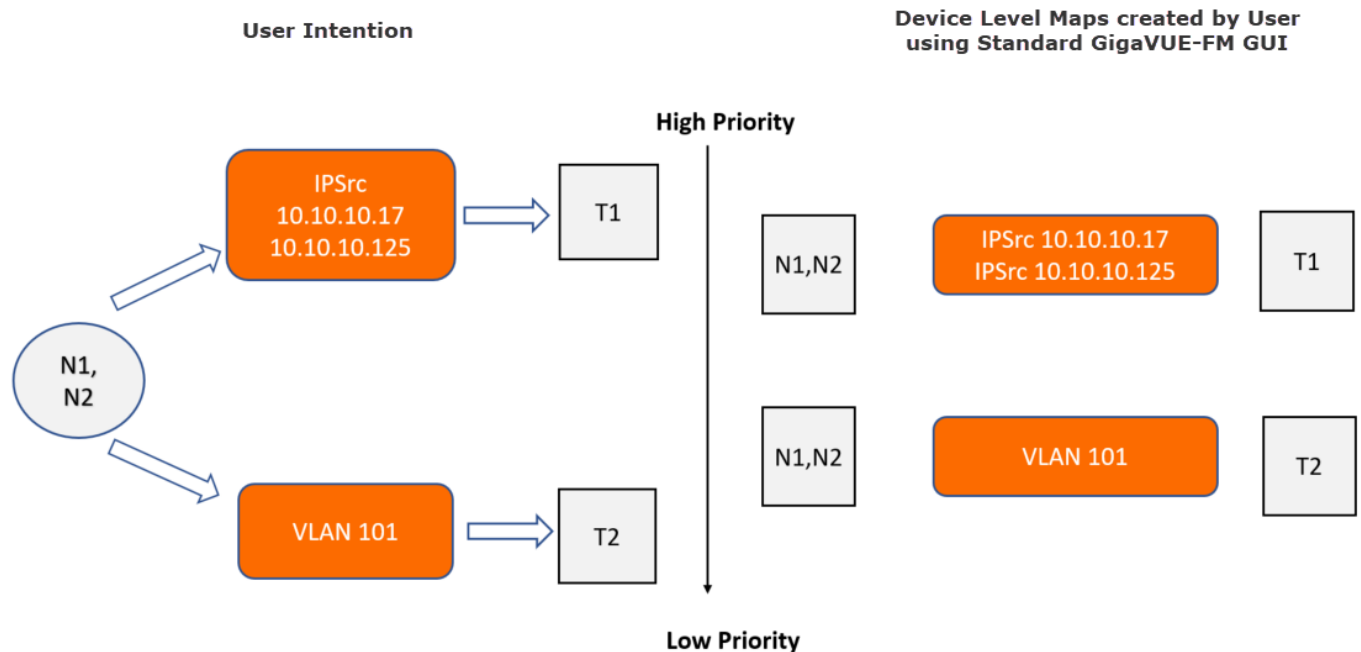 User Intention
Device Level Maps created by User
using Standard GigaVUE-FM GUI
High Priority
IPSrc
10.10.10.17
10.10.10.125
T1
N1,
N2
VLAN 101
T2
N1,N2
IPSrc 10.10.10.17
IPSrc 10.10.10.125
T1
N1,N2
VLAN 101
T2
Low Priority